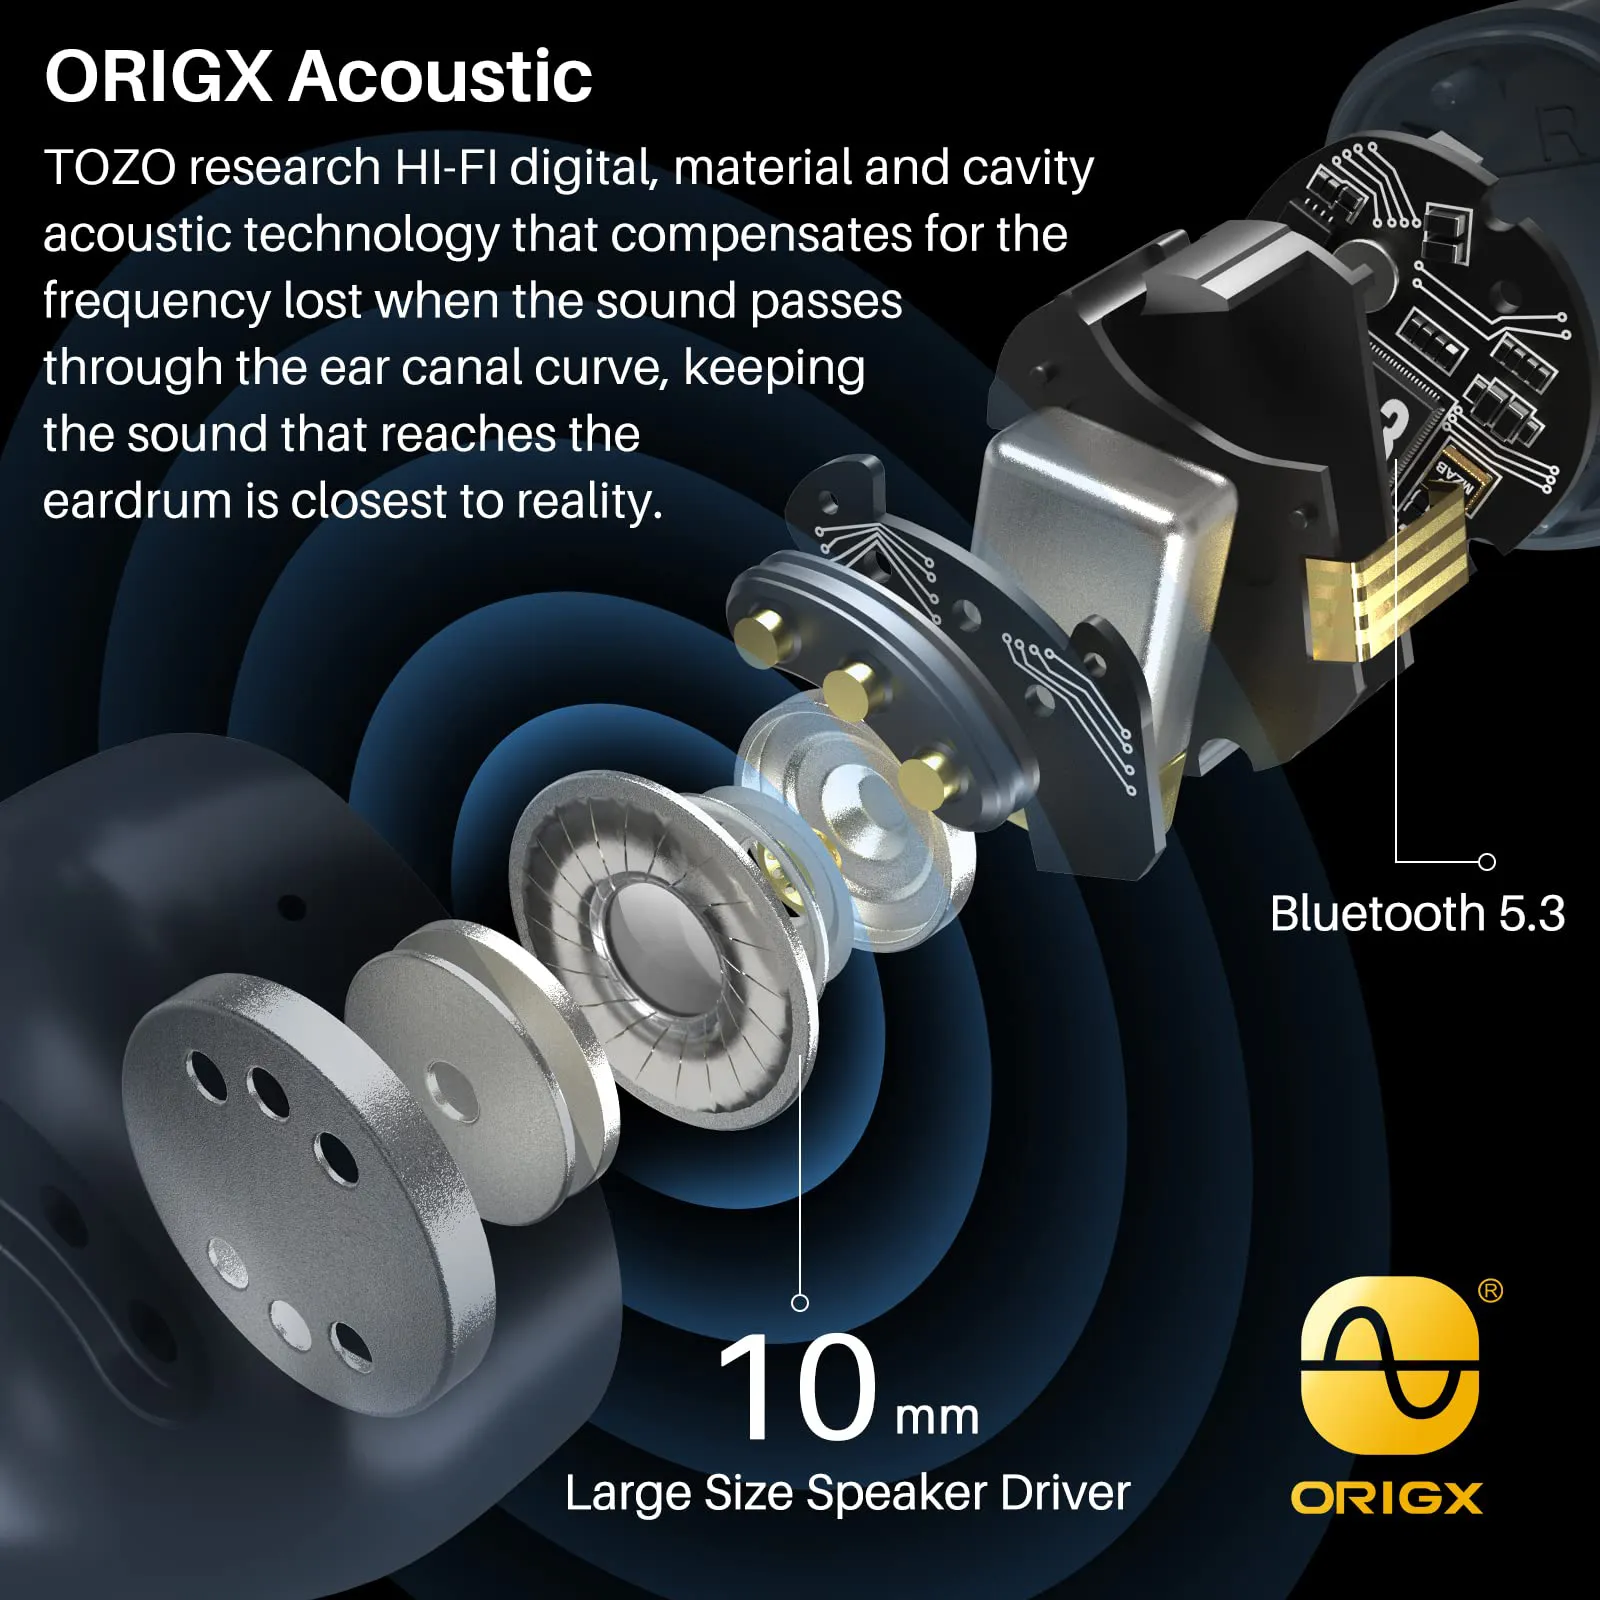 ORIGX Acoustic
TOZO research HI-FI digital, material and cavity
acoustic technology that compensates for the
frequency lost when the sound passes
through the ear canal curve, keeping
the sound that reaches the
eardrum is closest to reality.
R
3
MZAB
Bluetooth 5.3
10 mm
Large Size Speaker Driver
®
ORIGX